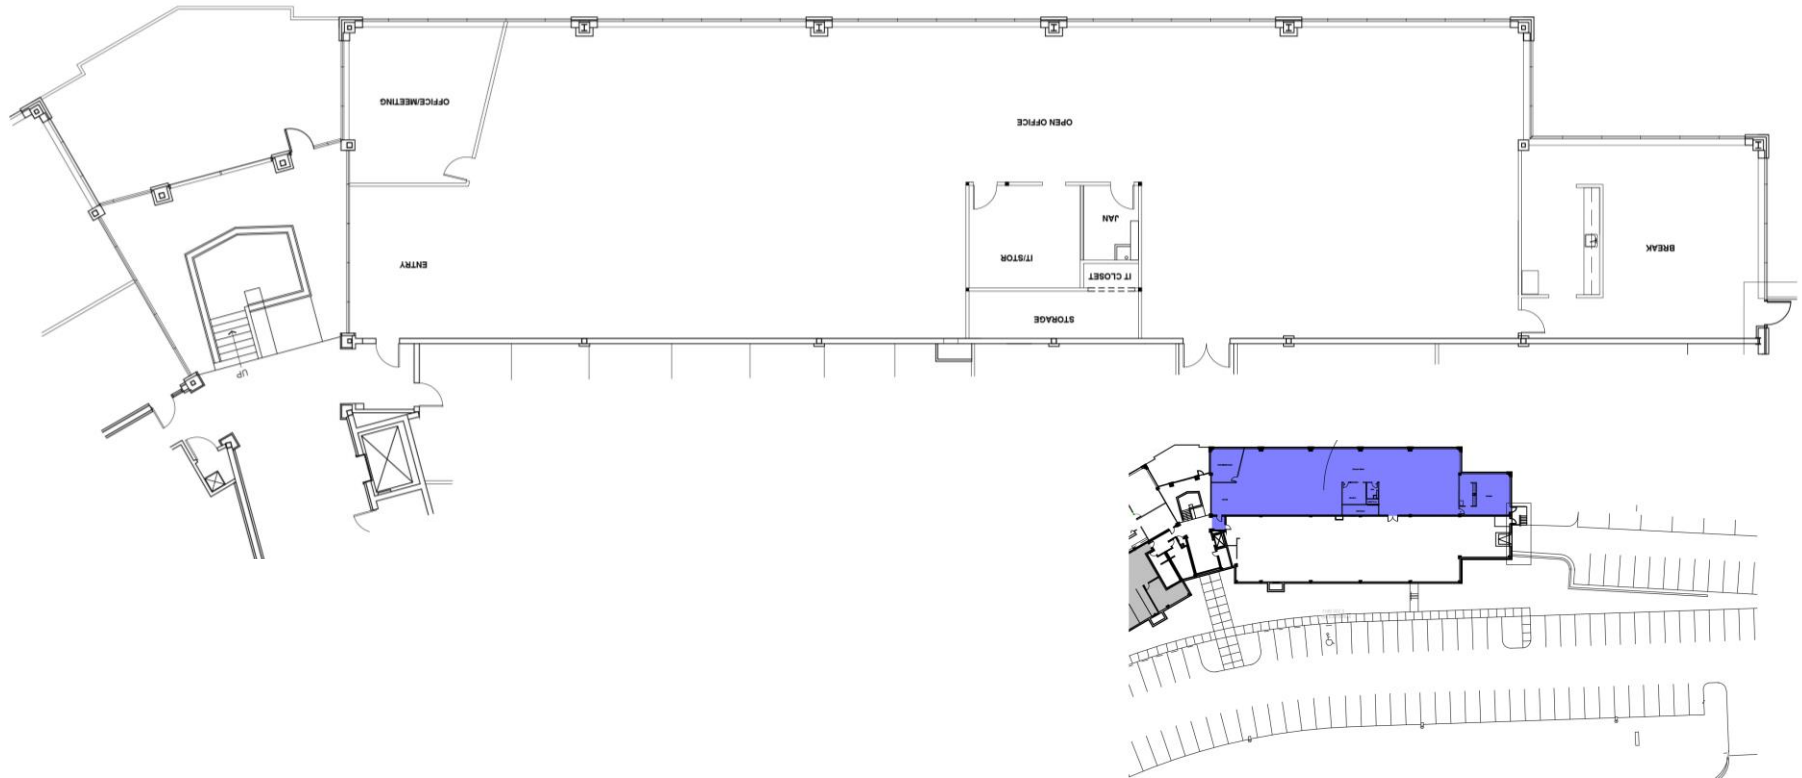 OFFICE/MEETING
OPEN OFFICE
JAN
BREAK
IT/STOR
ENTRY
IT CLOSET
STORAGE
UP